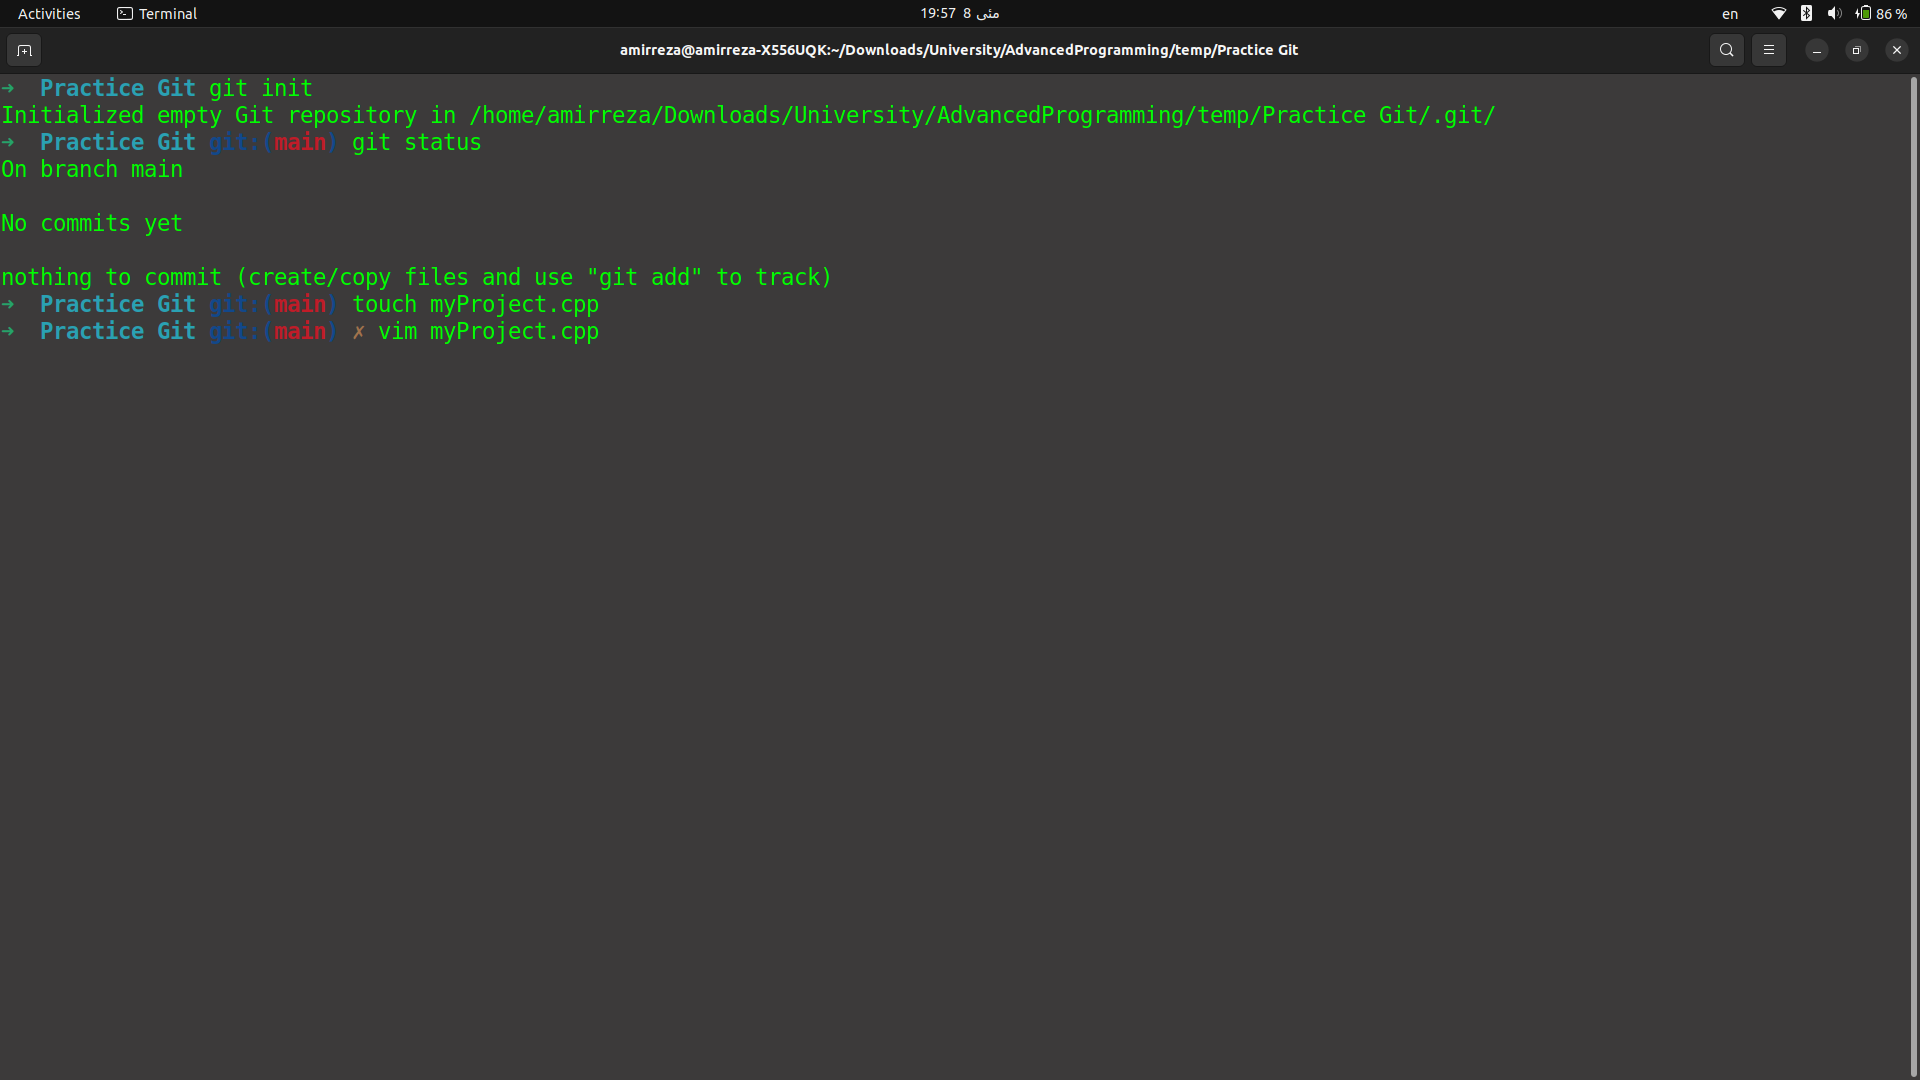 Activities Terminal 19:57 8 مئی en 86 %
amirreza@amirreza-X556UQK:~/Downloads/University/AdvancedProgramming/temp/Practice Git
➜  Practice Git git init
Initialized empty Git repository in /home/amirreza/Downloads/University/AdvancedProgramming/temp/Practice Git/.git/
➜  Practice Git git:(main) git status
On branch main
No commits yet
nothing to commit (create/copy files and use "git add" to track)
➜  Practice Git git:(main) touch myProject.cpp
➜  Practice Git git:(main) ✗ vim myProject.cpp